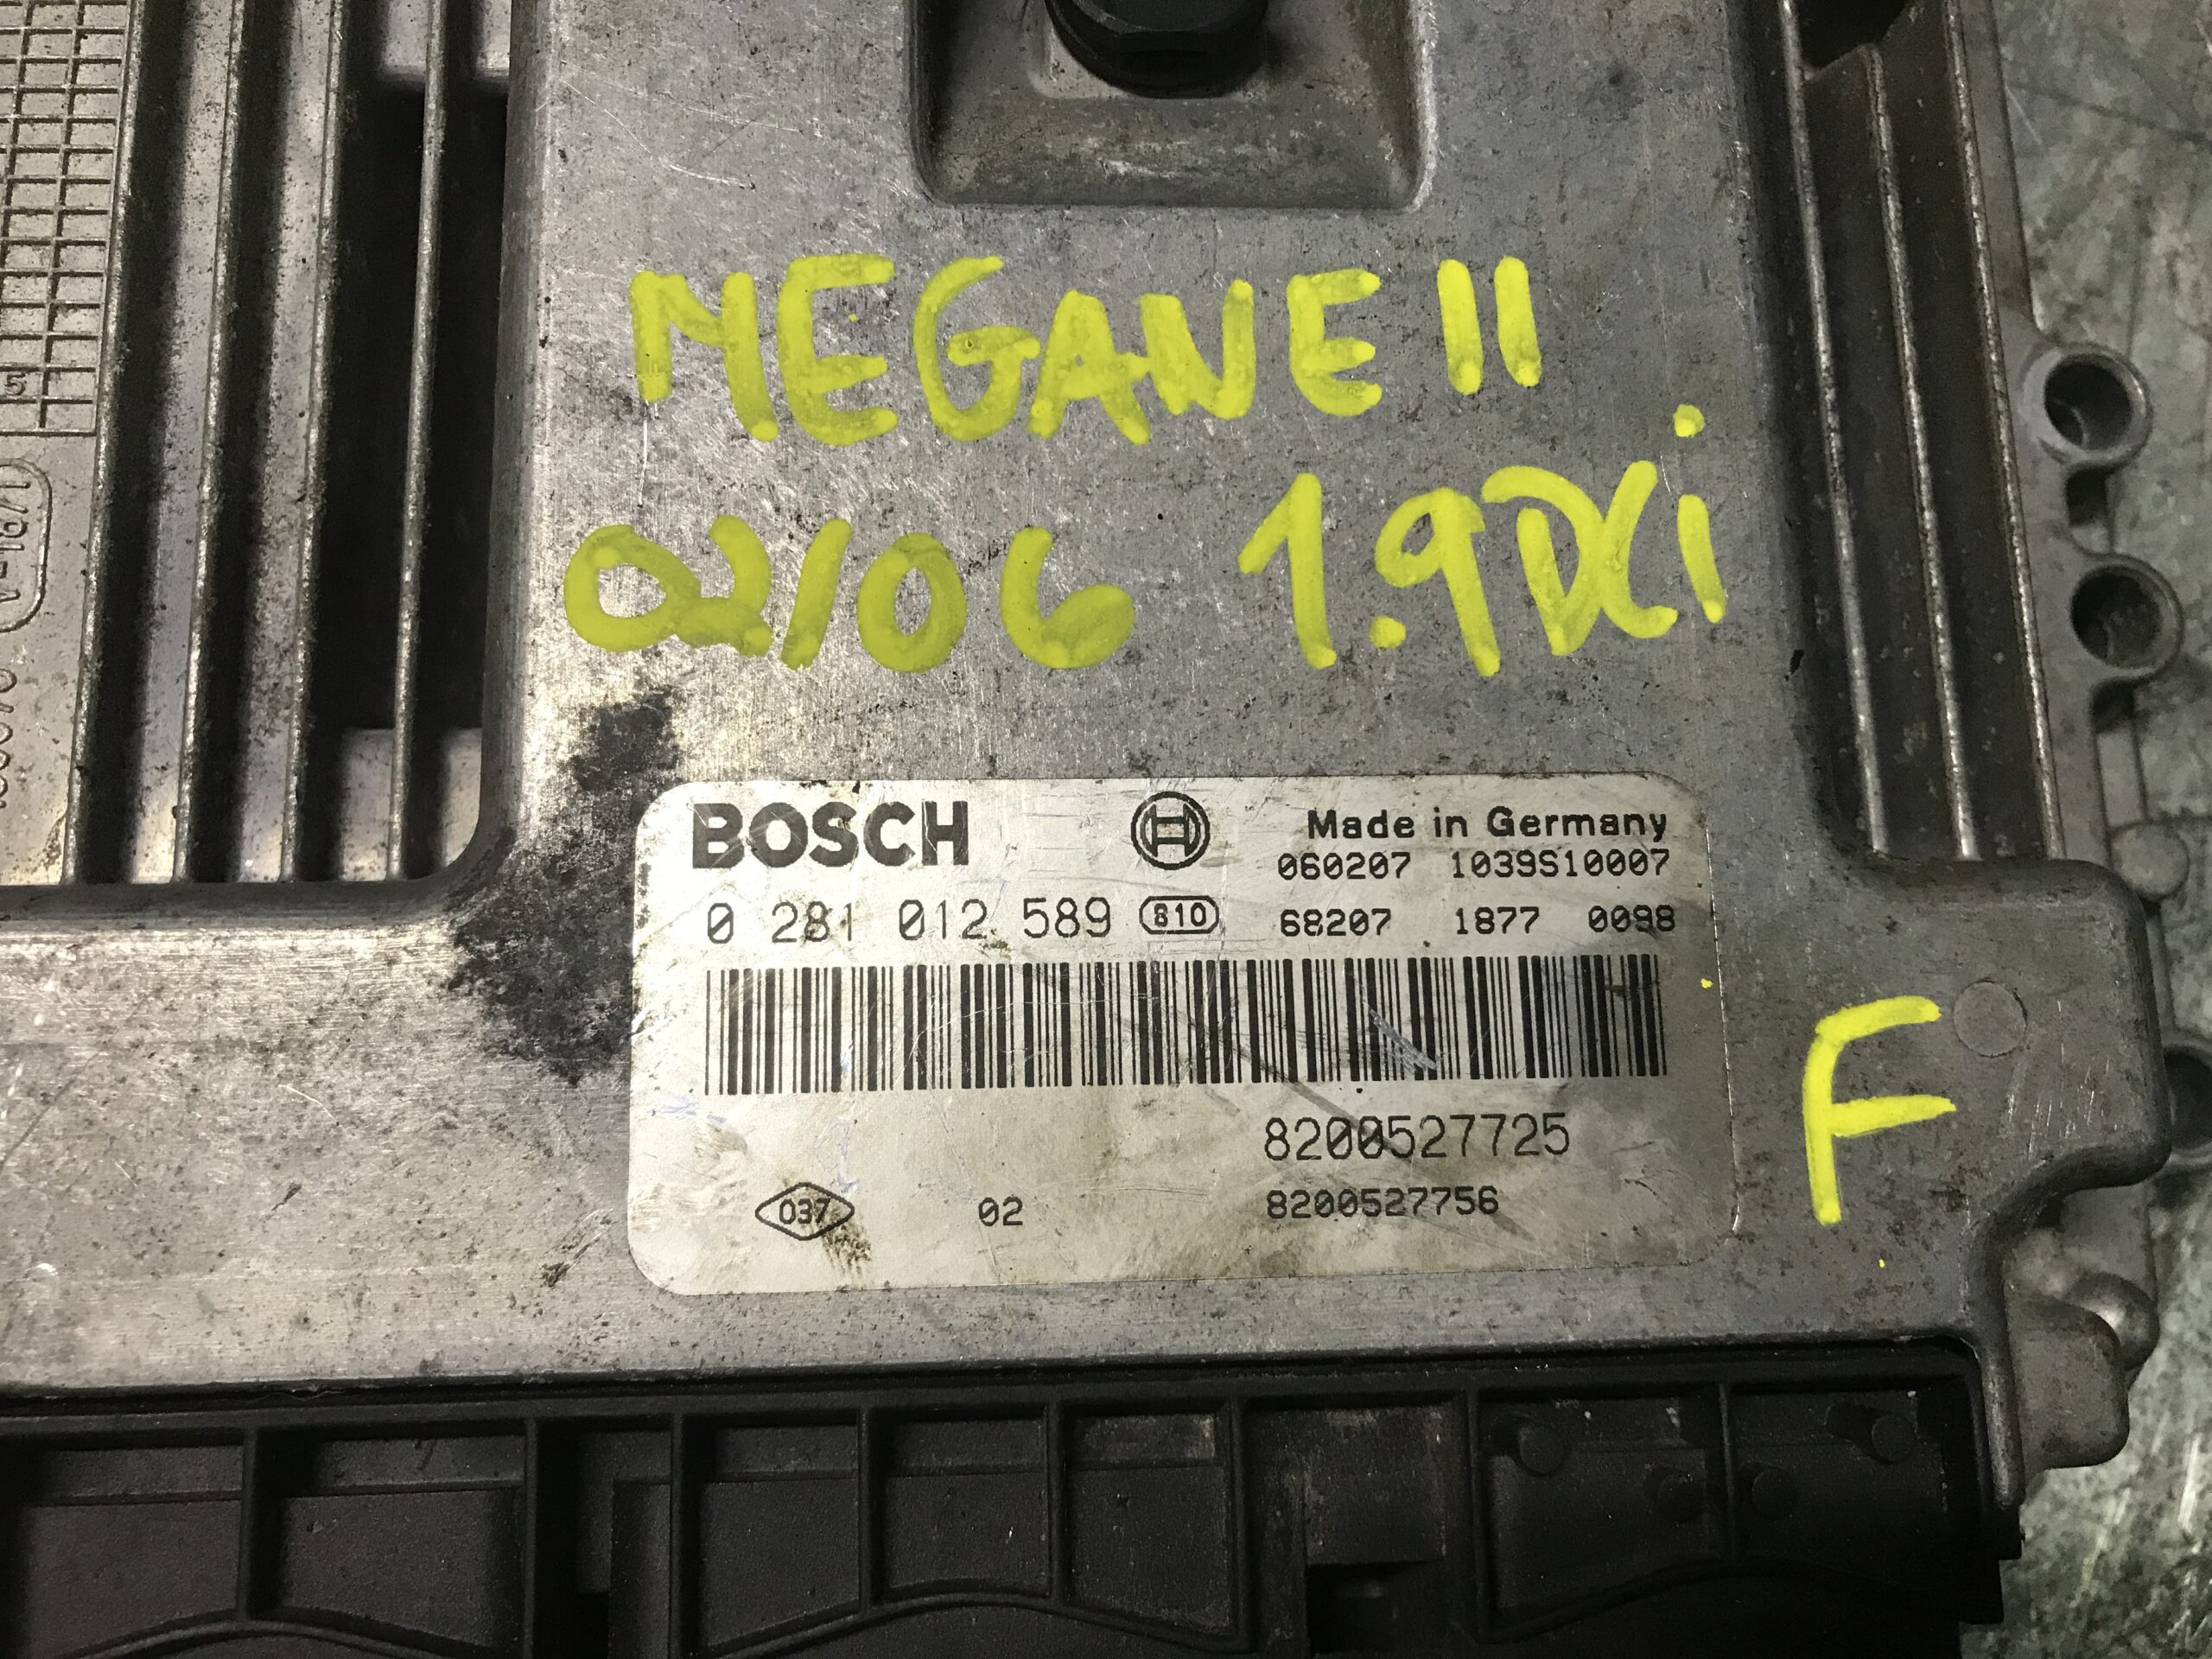 MEGANE II
02/06 1.9DCi
BOSCH Made in Germany
060207 1039S10007
0 281 012 589 810 68207 1877 0098
8200527725
037 02 8200527756
F
5